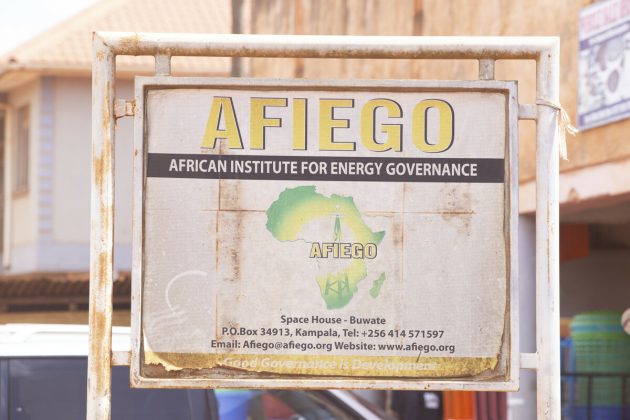 AFIEGO
AFRICAN INSTITUTE FOR ENERGY GOVERNANCE
AFIEGO
Space House - Buwate
P.O.Box 34913, Kampala, Tel: +256 414 571597
Email: Afiego@afiego.org Website: www.afiego.org
Good Governance is Development